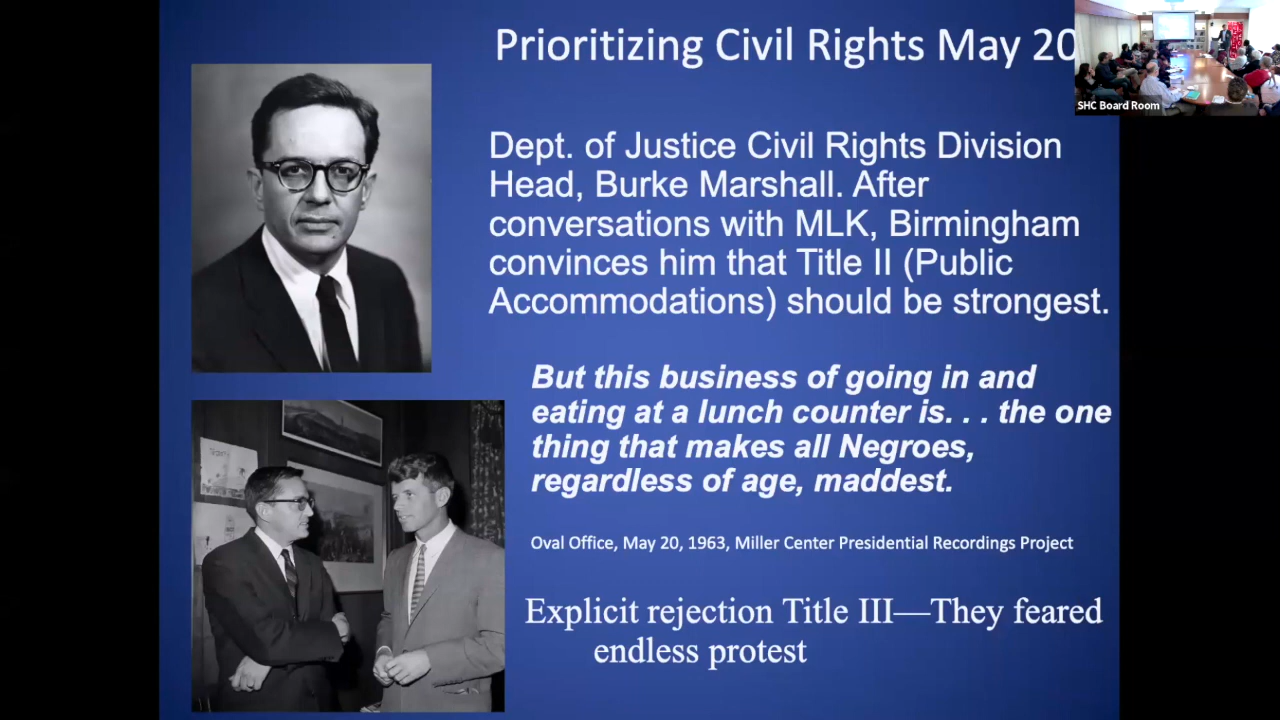 Prioritizing Civil Rights May 20
SHC Board Room
Dept. of Justice Civil Rights Division
Head, Burke Marshall. After
conversations with MLK, Birmingham
convinces him that Title II (Public
Accommodations) should be strongest.
But this business of going in and
eating at a lunch counter is. . . the one
thing that makes all Negroes,
regardless of age, maddest.
Oval Office, May 20, 1963, Miller Center Presidential Recordings Project
Explicit rejection Title III—They feared
endless protest